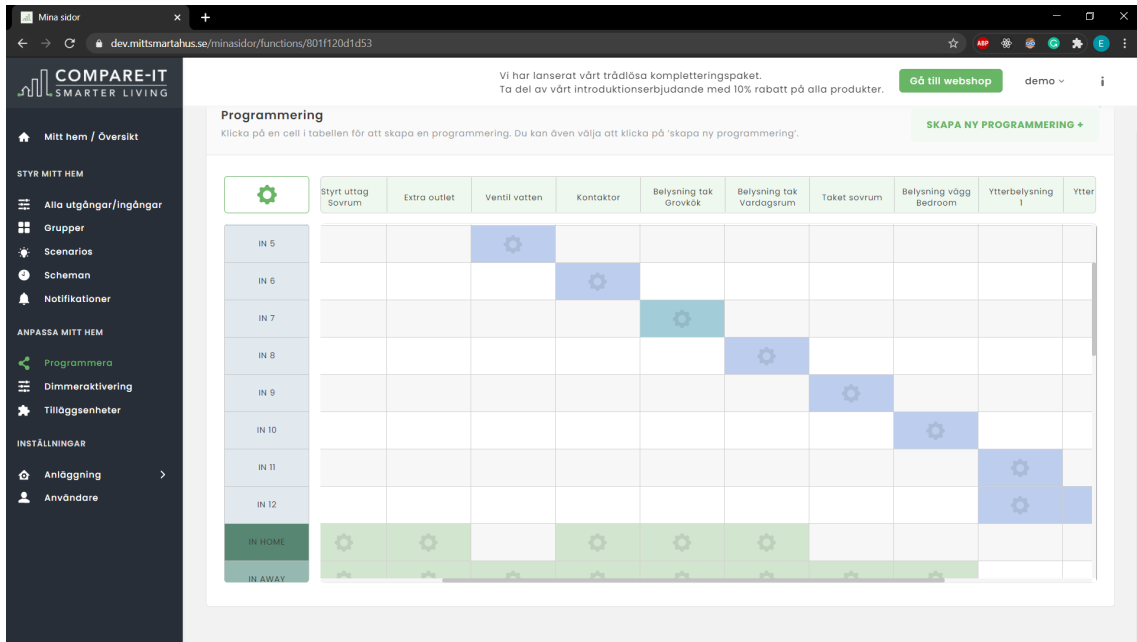 Mina sidor
dev.mittsmartahus.se/minasidor/functions/801f120d1d53
ABP
E
COMPARE-IT
SMARTER LIVING
Vi har lanserat vårt trådlösa kompletteringspaket.
Ta del av vårt introduktionserbjudande med 10% rabatt på alla produkter.
Gå till webshop
demo
i
Mitt hem / Översikt
STYR MITT HEM
Alla utgångar/ingångar
Grupper
Scenarios
Scheman
Notifikationer
ANPASSA MITT HEM
Programmera
Dimmeraktivering
Tilläggsenheter
INSTÄLLNINGAR
Anläggning
Användare
Programmering
Klicka på en cell i tabellen för att skapa en programmering. Du kan även välja att klicka på 'skapa ny programmering'.
SKAPA NY PROGRAMMERING +
Styrt uttag
Sovrum
Extra outlet
Ventil vatten
Kontaktor
Belysning tak
Grovkök
Belysning tak
Vardagsrum
Taket sovrum
Belysning vägg
Bedroom
Ytterbelysning
1
Ytter
IN 5
IN 6
IN 7
IN 8
IN 9
IN 10
IN 11
IN 12
IN HOME
IN AWAY